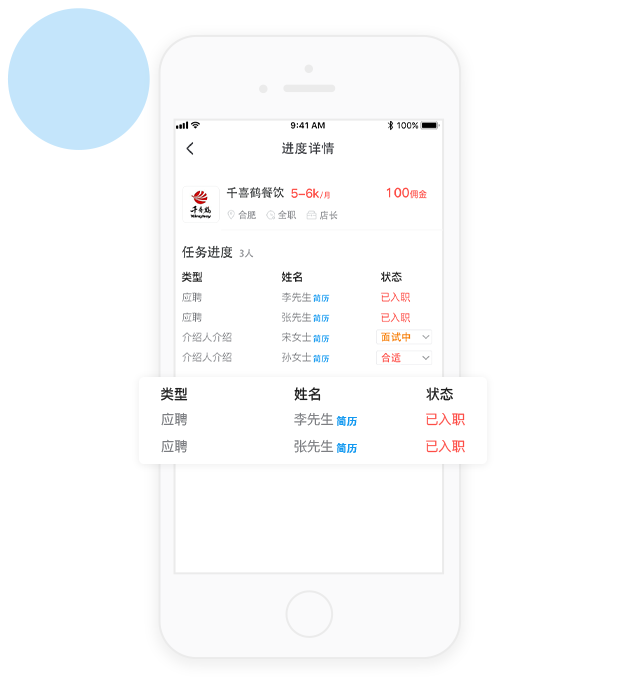 9:41 AM 100%
进度详情
千喜鹤餐饮 5-6k/月 100佣金
合肥 全职 店长
任务进度 3人
类型 姓名 状态
应聘 李先生 简历 已入职
应聘 张先生 简历 已入职
介绍人介绍 宋女士 简历 面试中
介绍人介绍 孙女士 简历 合适
类型 姓名 状态
应聘 李先生 简历 已入职
应聘 张先生 简历 已入职